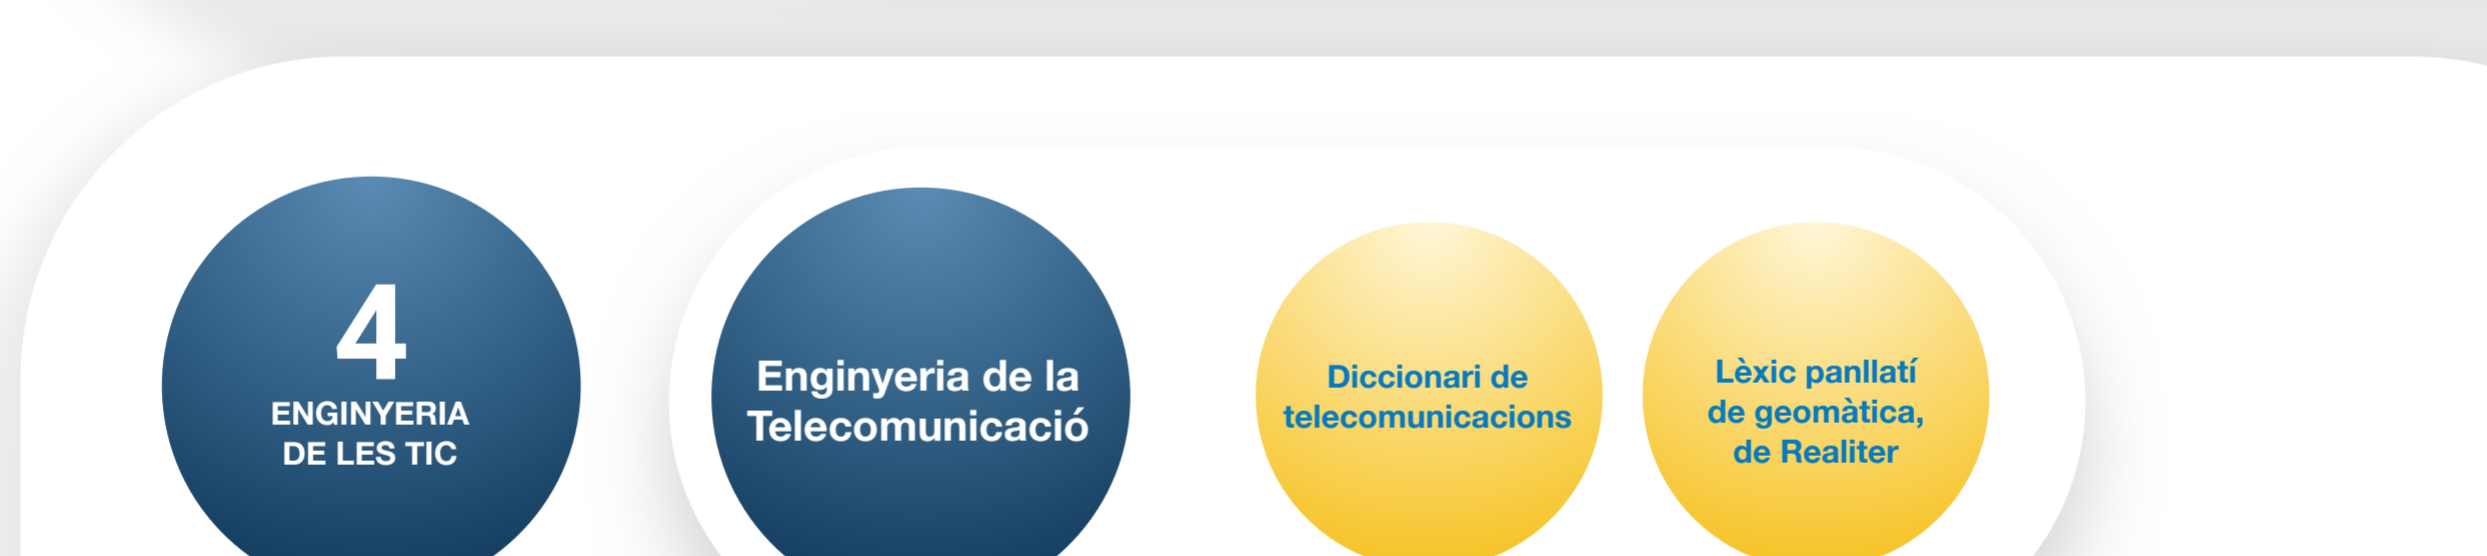 4
ENGINYERIA
DE LES TIC
Enginyeria de la
Telecomunicació
Diccionari de
telecomunicacions
Lèxic panllatí
de geomàtica,
de Realiter